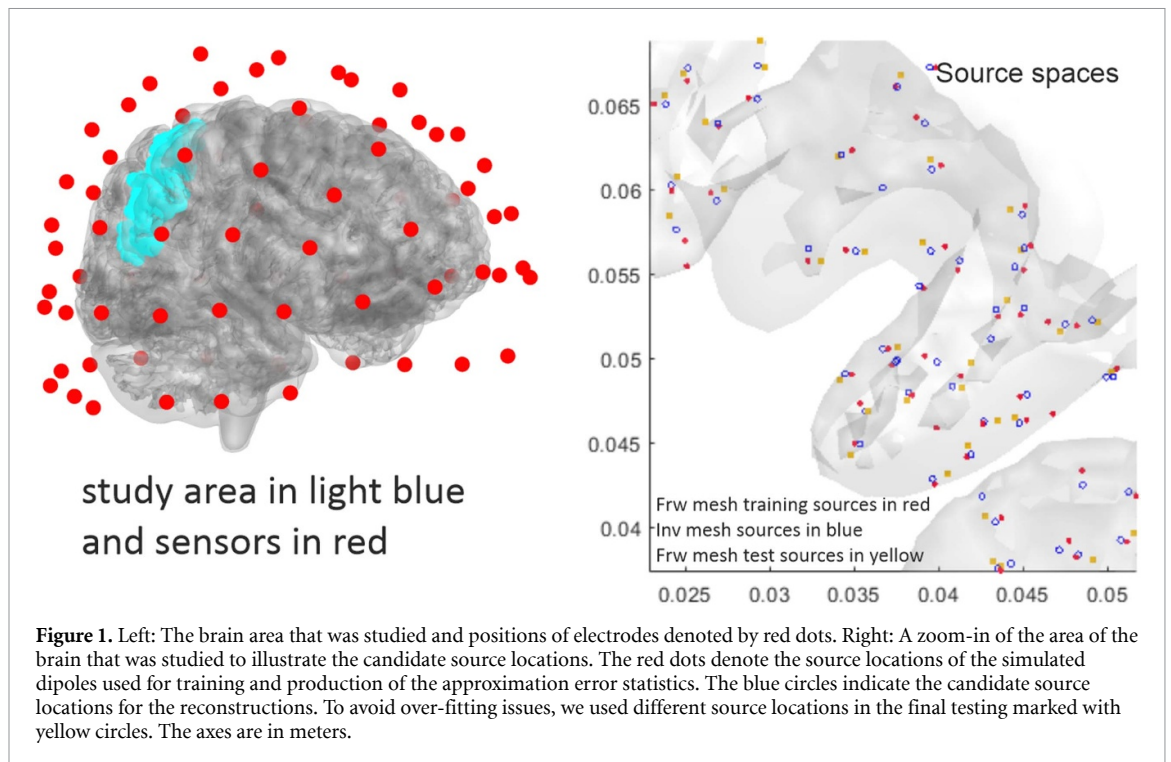 Source spaces
0.065
0.06
0.055
0.05
0.045
0.04
0.025
0.03
0.035
0.04
0.045
0.05
Frw mesh training sources in red
Inv mesh sources in blue
Frw mesh test sources in yellow
study area in light blue
and sensors in red
Figure 1. Left: The brain area that was studied and positions of electrodes denoted by red dots. Right: A zoom-in of the area of the
brain that was studied to illustrate the candidate source locations. The red dots denote the source locations of the simulated
dipoles used for training and production of the approximation error statistics. The blue circles indicate the candidate source
locations for the reconstructions. To avoid over-fitting issues, we used different source locations in the final testing marked with
yellow circles. The axes are in meters.